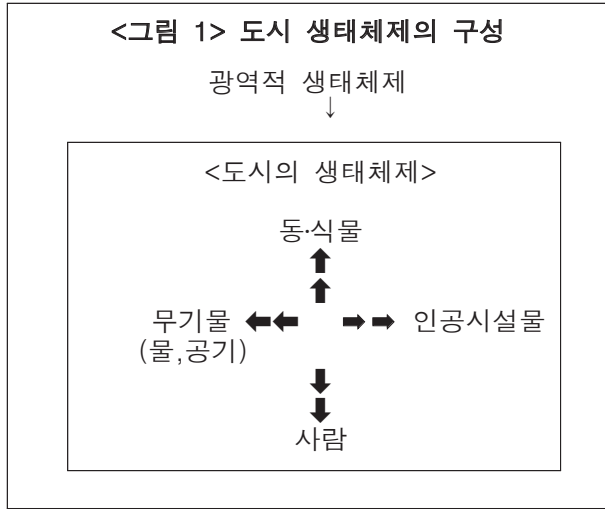 <그림 1> 도시 생태체제의 구성
광역적 생태체제
↓
<도시의 생태체제>
동·식물
무기물 인공시설물
(물,공기)
사람